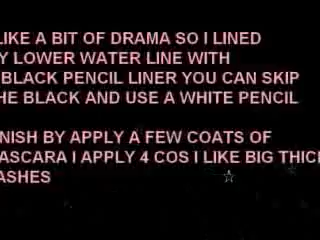 LIKE A BIT OF DRAMA SO I LINED
Y LOWER WATER LINE WITH
BLACK PENCIL LINER YOU CAN SKIP
HE BLACK AND USE A WHITE PENCIL
NISH BY APPLY A FEW COATS OF
ASCARA I APPLY 4 COS I LIKE BIG THIC
ASHES